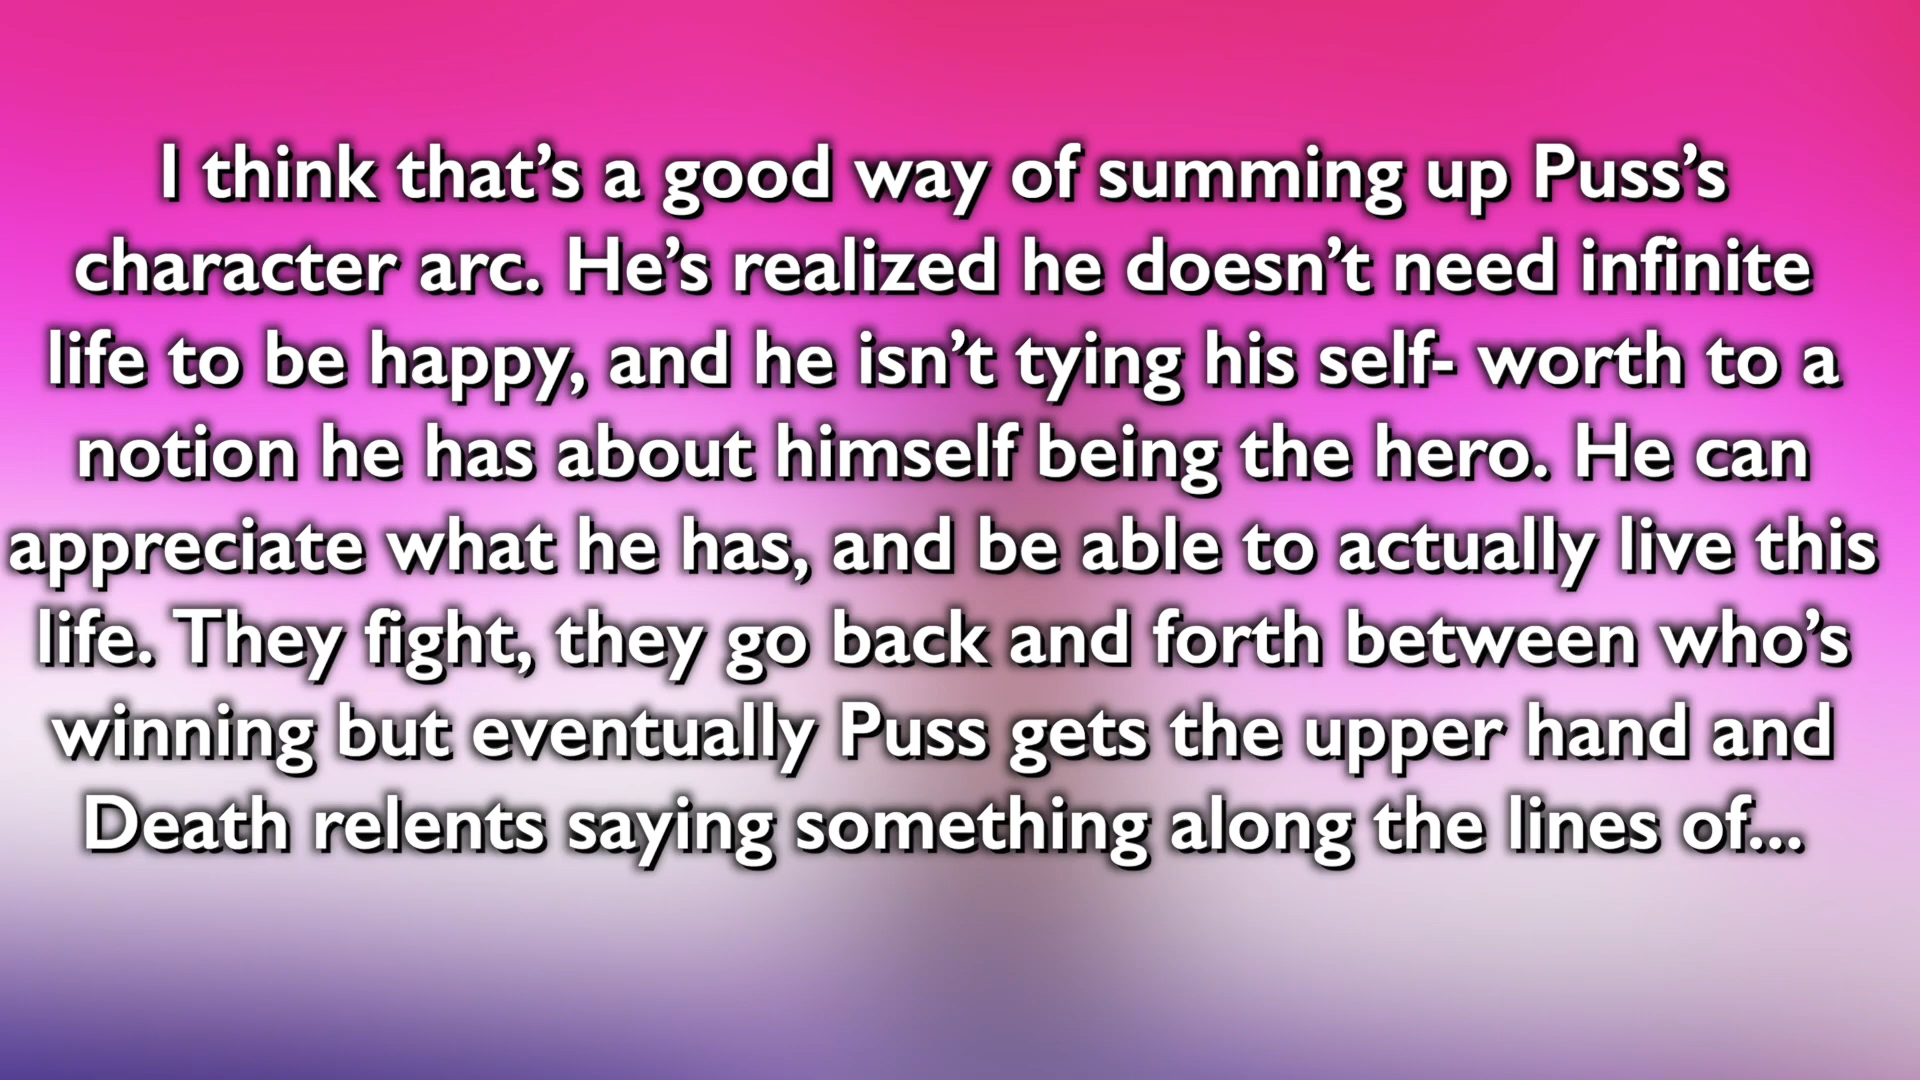 I think that’s a good way of summing up Puss’s
character arc. He’s realized he doesn’t need infinite
life to be happy, and he isn’t tying his self- worth to a
notion he has about himself being the hero. He can
appreciate what he has, and be able to actually live this
life. They fight, they go back and forth between who’s
winning but eventually Puss gets the upper hand and
Death relents saying something along the lines of...